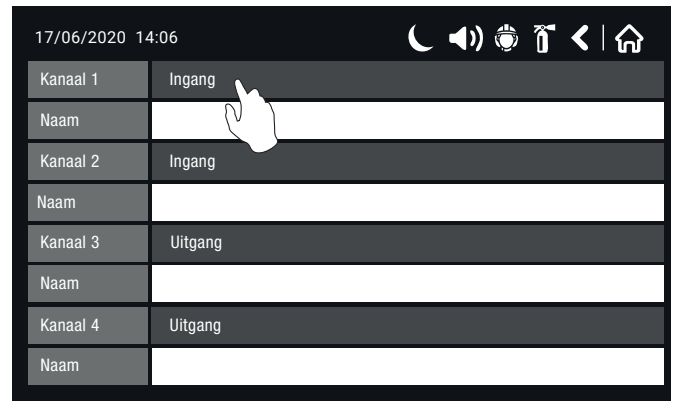 17/06/2020 14:06
Kanaal 1 Ingang
Naam
Kanaal 2 Ingang
Naam
Kanaal 3 Uitgang
Naam
Kanaal 4 Uitgang
Naam